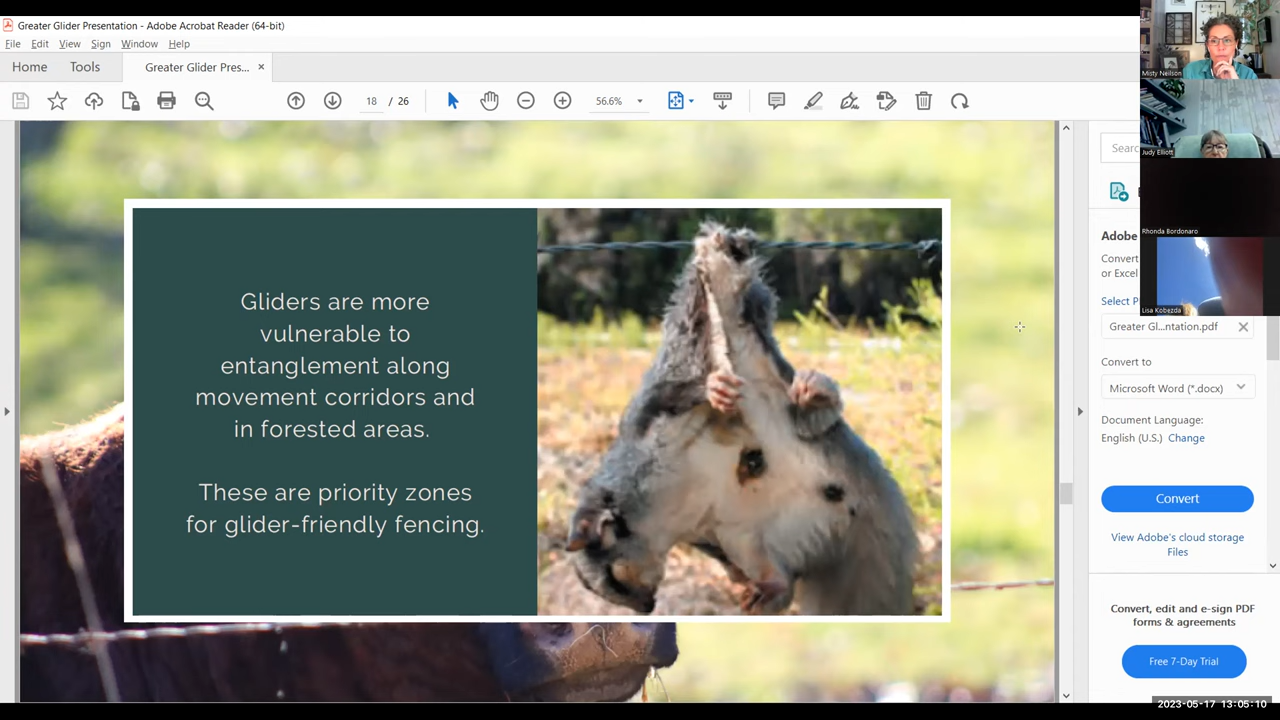 Greater Glider Presentation - Adobe Acrobat Reader (64-bit)
File Edit View Sign Window Help
Home Tools Greater Glider Pres... ×
18 / 26 56.6%
Gliders are more
vulnerable to
entanglement along
movement corridors and
in forested areas.
These are priority zones
for glider-friendly fencing.
Misty Neilson
Judy Elliott
Rhonda Bordonaro
Lisa Kobezda
Sear
Adobe
Convert
or Excel
Select P
Greater Gl...ntation.pdf
Convert to
Microsoft Word (*.docx)
Document Language:
English (U.S.) Change
Convert
View Adobe's cloud storage
Files
Convert, edit and e-sign PDF
forms & agreements
Free 7-Day Trial
2023-05-17 13:05:10